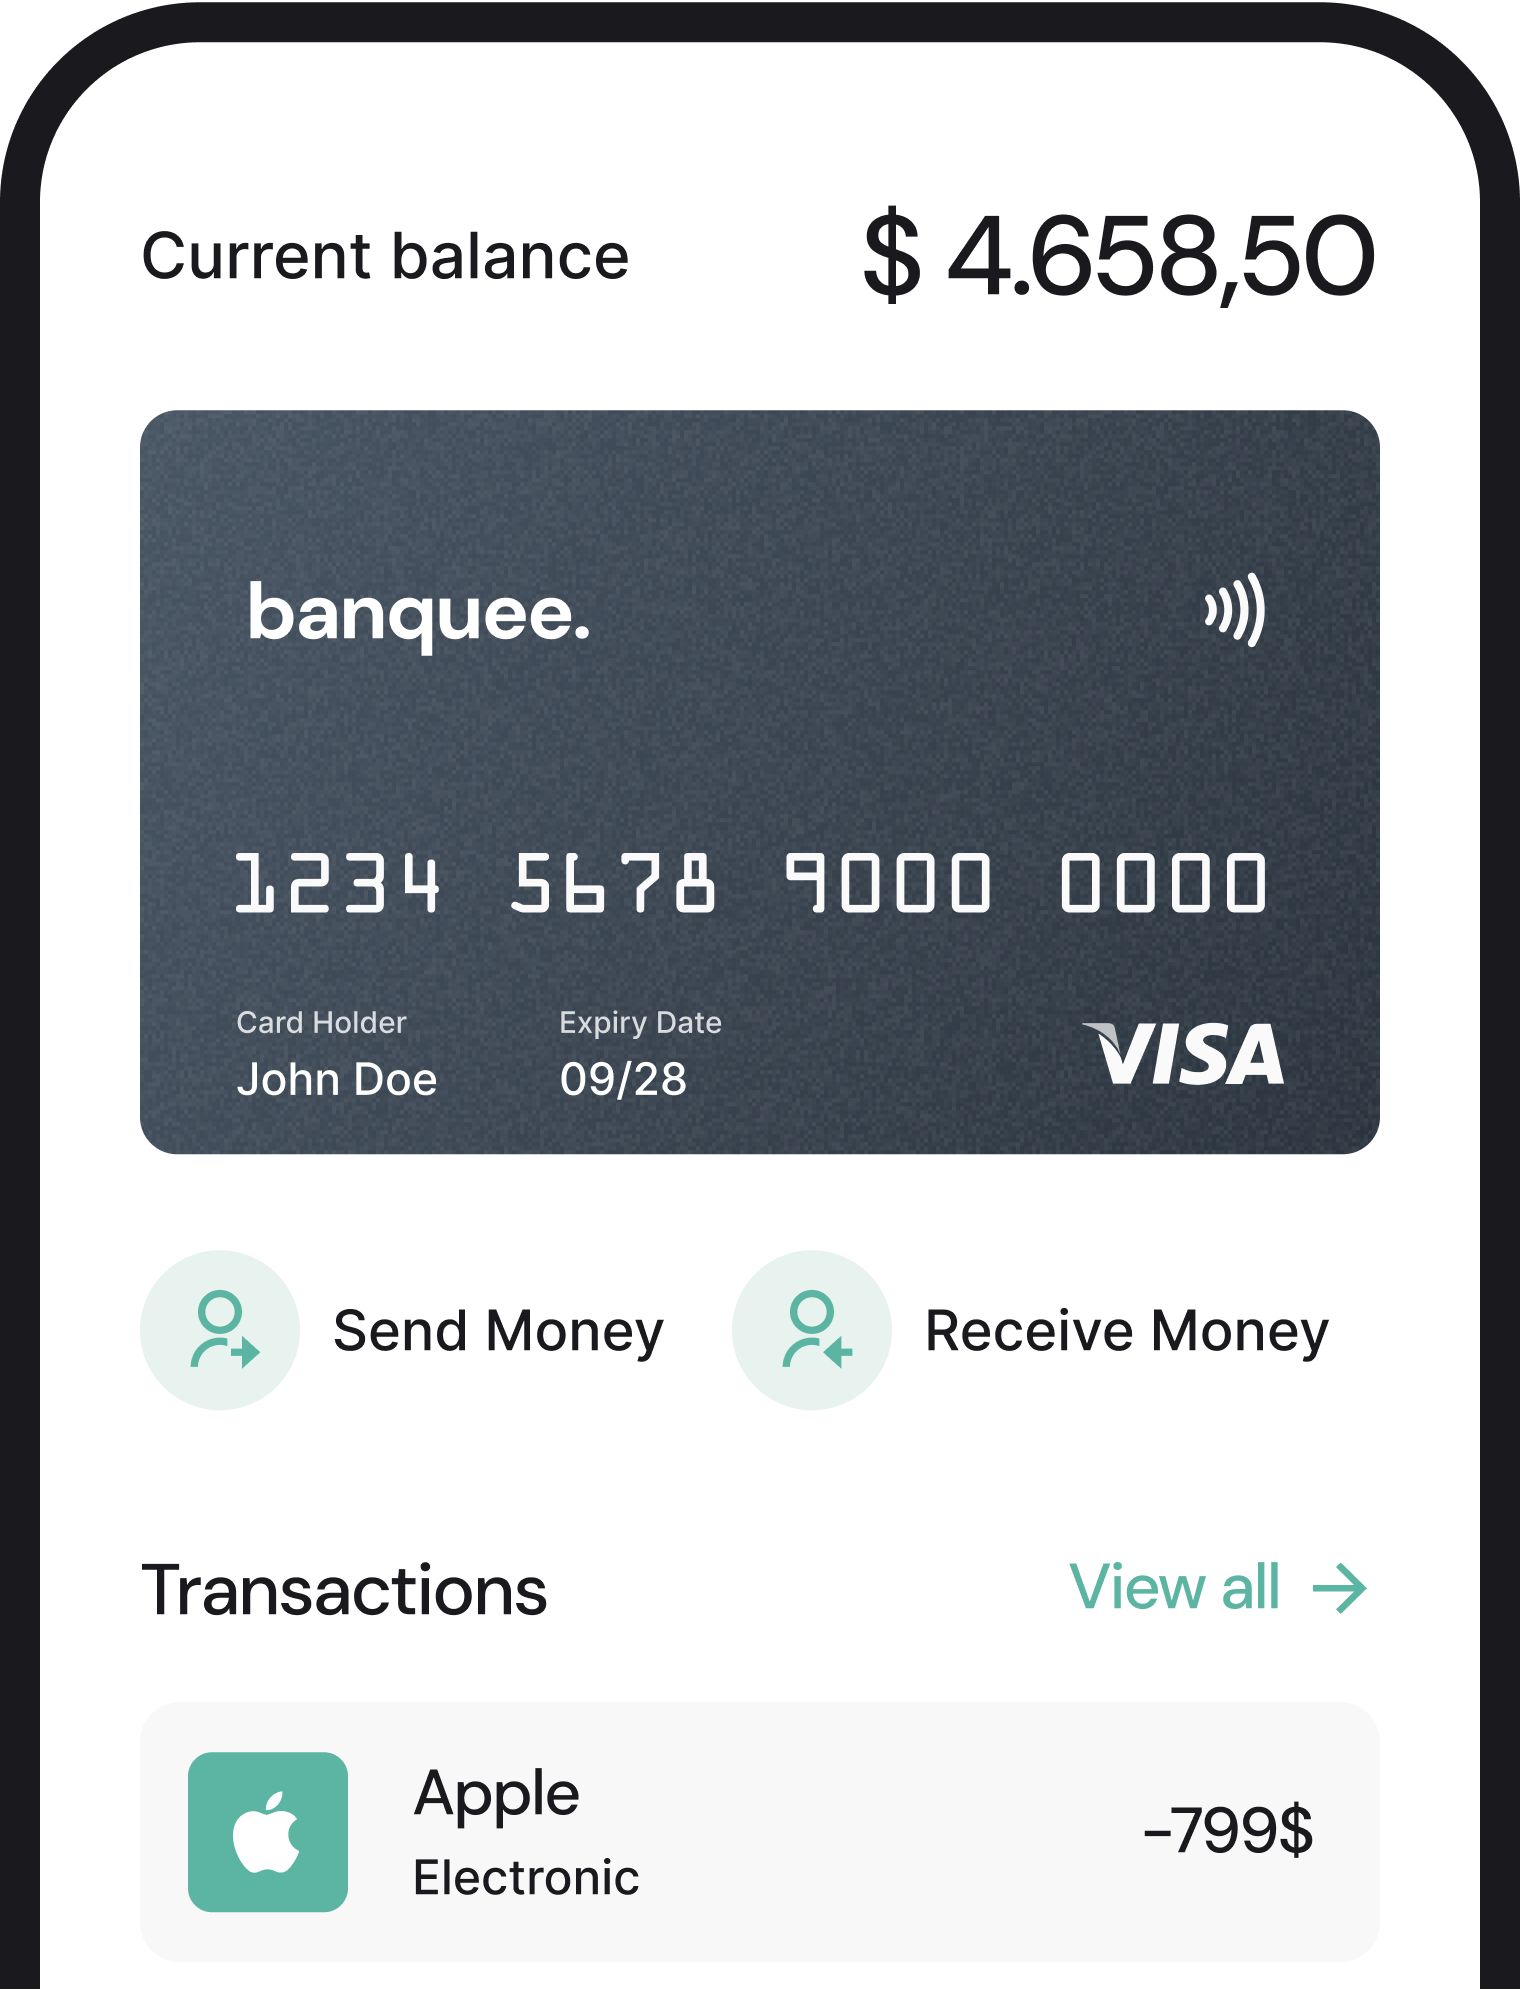 Current balance
$ 4.658,50
banquee.
1234 5678 9000 0000
Card Holder
Expiry Date
John Doe
09/28
VISA
Send Money
Receive Money
Transactions
View all
Apple
Electronic
-799$